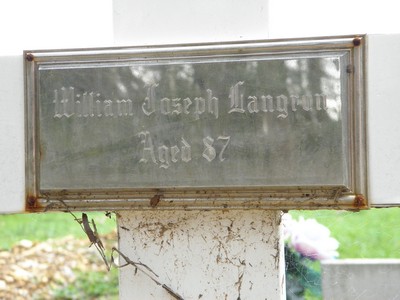 William Joseph Langron
Aged 87